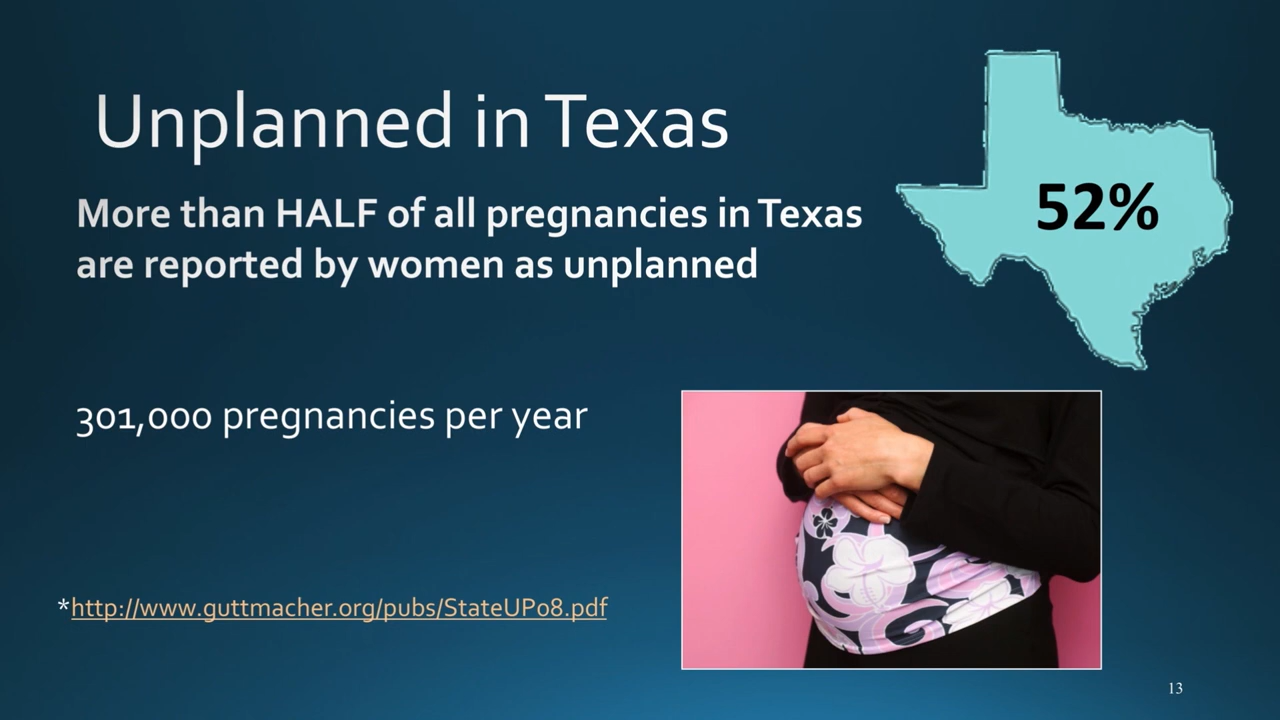 Unplanned in Texas
More than HALF of all pregnancies in Texas
are reported by women as unplanned
52%
301,000 pregnancies per year
*http://www.guttmacher.org/pubs/StateUP08.pdf
13